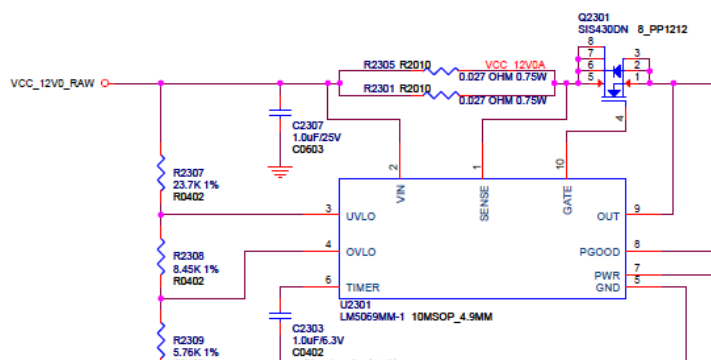 Q2301
SIS430DN 8_PP1212
8
7
6
5
3
2
1
4
R2305 R2010
VCC_12V0A
0.027 OHM 0.75W
R2301 R2010
0.027 OHM 0.75W
VCC_12V0_RAW
C2307
1.0uF/25V
C0603
R2307
23.7K 1%
R0402
2
1
10
VIN
SENSE
GATE
3
UVLO
OUT
9
R2308
8.45K 1%
R0402
4
OVLO
PGOOD
8
PWR
7
6
TIMER
GND
5
U2301
LM5069MM-1 10MSOP_4.9MM
C2303
1.0uF/6.3V
C0402
R2309
5.76K 1%